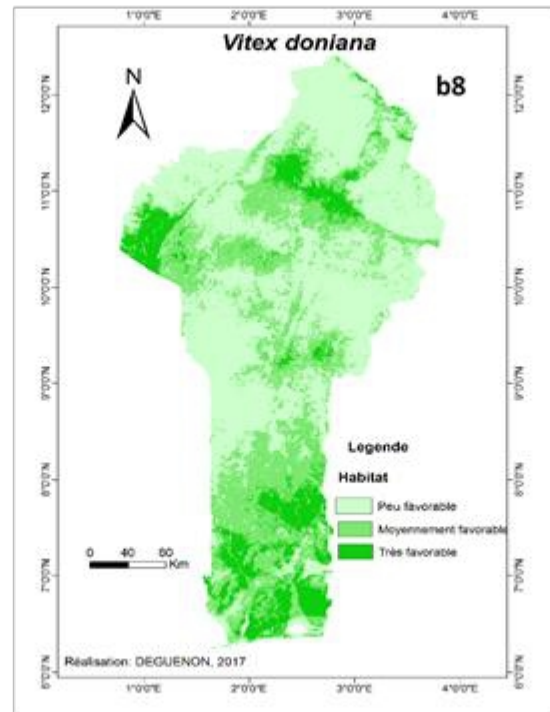 1°0'0"E 2°0'0"E 3°0'0"E 4°0'0"E
Vitex doniana
N
b8
12°0'0"N 12°0'0"N
11°0'0"N 11°0'0"N
10°0'0"N 10°0'0"N
9°0'0"N 9°0'0"N
8°0'0"N 8°0'0"N
7°0'0"N 7°0'0"N
6°0'0"N 6°0'0"N
Legende
Habitat
Peu favorable
Moyennement favorable
Très favorable
0 40 80
Km
Réalisation: DEGUENON, 2017
1°0'0"E 2°0'0"E 3°0'0"E 4°0'0"E